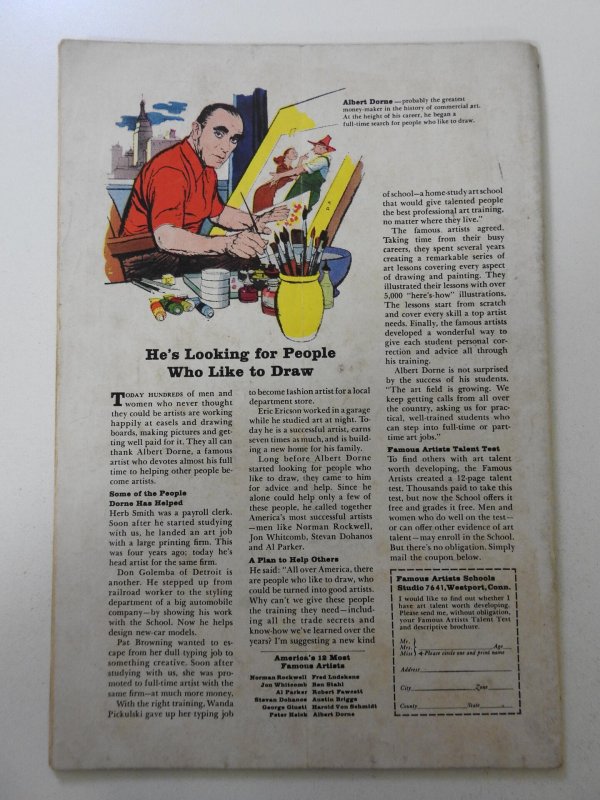 Albert Dorne—probably the greatest
money-maker in the history of commercial art.
At the height of his career, he began a
full-time search for people who like to draw.
He's Looking for People
Who Like to Draw
TODAY HUNDREDS of men and
women who never thought
they could be artists are working
happily at easels and drawing
boards, making pictures and get-
ting well paid for it. They all can
thank Albert Dorne, a famous
artist who devotes almost his full
time to helping other people be-
come artists.
Some of the People
Dorne Has Helped
Herb Smith was a payroll clerk.
Soon after he started studying
with us, he landed an art job
with a large printing firm. This
was four years ago; today he's
head artist for the same firm.
Don Golemba of Detroit is
another. He stepped up from
railroad worker to the styling
department of a big automobile
company—by showing his work
with the School. Now he helps
design new-car models.
Pat Browning wanted to es-
cape from her dull typing job to
something creative. Soon after
studying with us, she was pro-
moted to full-time artist with the
same firm—at much more money.
With the right training, Wanda
Pickulski gave up her typing job
to become fashion artist for a local
department store.
Eric Ericson worked in a garage
while he studied art at night. To-
day he is a successful artist, earns
seven times as much, and is build-
ing a new home for his family.
Long before Albert Dorne
started looking for people who
like to draw, they came to him
for advice and help. Since he
alone could help only a few of
these people, he called together
America's most successful artists
—men like Norman Rockwell,
Jon Whitcomb, Stevan Dohanos
and Al Parker.
A Plan to Help Others
He said: "All over America, there
are people who like to draw, who
could be turned into good artists.
Why can't we give these people
the training they need—includ-
ing all the trade secrets and
know-how we've learned over the
years? I'm suggesting a new kind
America's 12 Most
Famous Artists
Norman Rockwell Fred Ludekens
Jon Whitcomb Ben Stahl
Al Parker Robert Fawcett
Stevan Dohanos Austin Briggs
George Giusti Harold Von Schmidt
Peter Helck Albert Dorne
of school—a home-study art school
that would give talented people
the best professional art training,
no matter where they live."
The famous artists agreed.
Taking time from their busy
careers, they spent several years
creating a remarkable series of
art lessons covering every aspect
of drawing and painting. They
illustrated their lessons with over
5,000 "here's-how" illustrations.
The lessons start from scratch
and cover every skill a top artist
needs. Finally, the famous artists
developed a wonderful way to
give each student personal cor-
rection and advice all through
his training.
Albert Dorne is not surprised
by the success of his students.
"The art field is growing. We
keep getting calls from all over
the country, asking us for prac-
tical, well-trained students who
can step into full-time or part-
time art jobs."
Famous Artists Talent Test
To find others with art talent
worth developing, the Famous
Artists created a 12-page talent
test. Thousands paid to take this
test, but now the School offers it
free and grades it free. Men and
women who do well on the test—
or can offer other evidence of art
talent—may enroll in the School.
But there's no obligation. Simply
mail the coupon below.
Famous Artists Schools
Studio 7641, Westport, Conn.
I would like to find out whether I
have art talent worth developing.
Please send me, without obligation,
your Famous Artists Talent Test
and descriptive brochure.
Mr.
Mrs. Age
Miss Please circle one and print name
Address
City Zone
County State